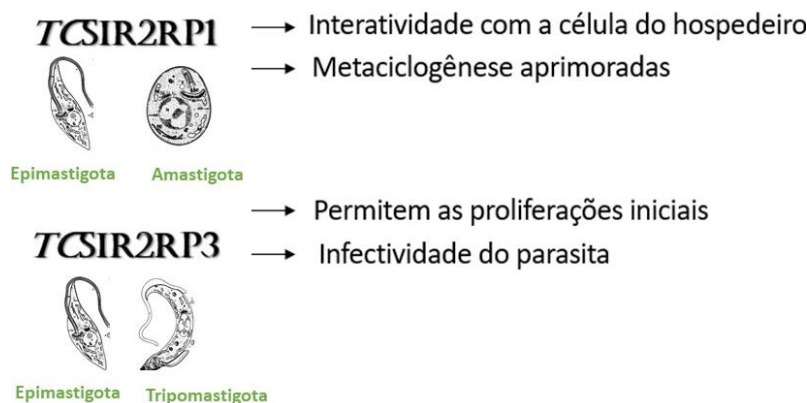 TCSIR2RP1 → Interatividade com a célula do hospedeiro
→ Metaciclogênese aprimoradas
Epimastigota Amastigota
→ Permitem as proliferações iniciais
TCSIR2RP3 → Infectividade do parasita
Epimastigota Tripomastigota